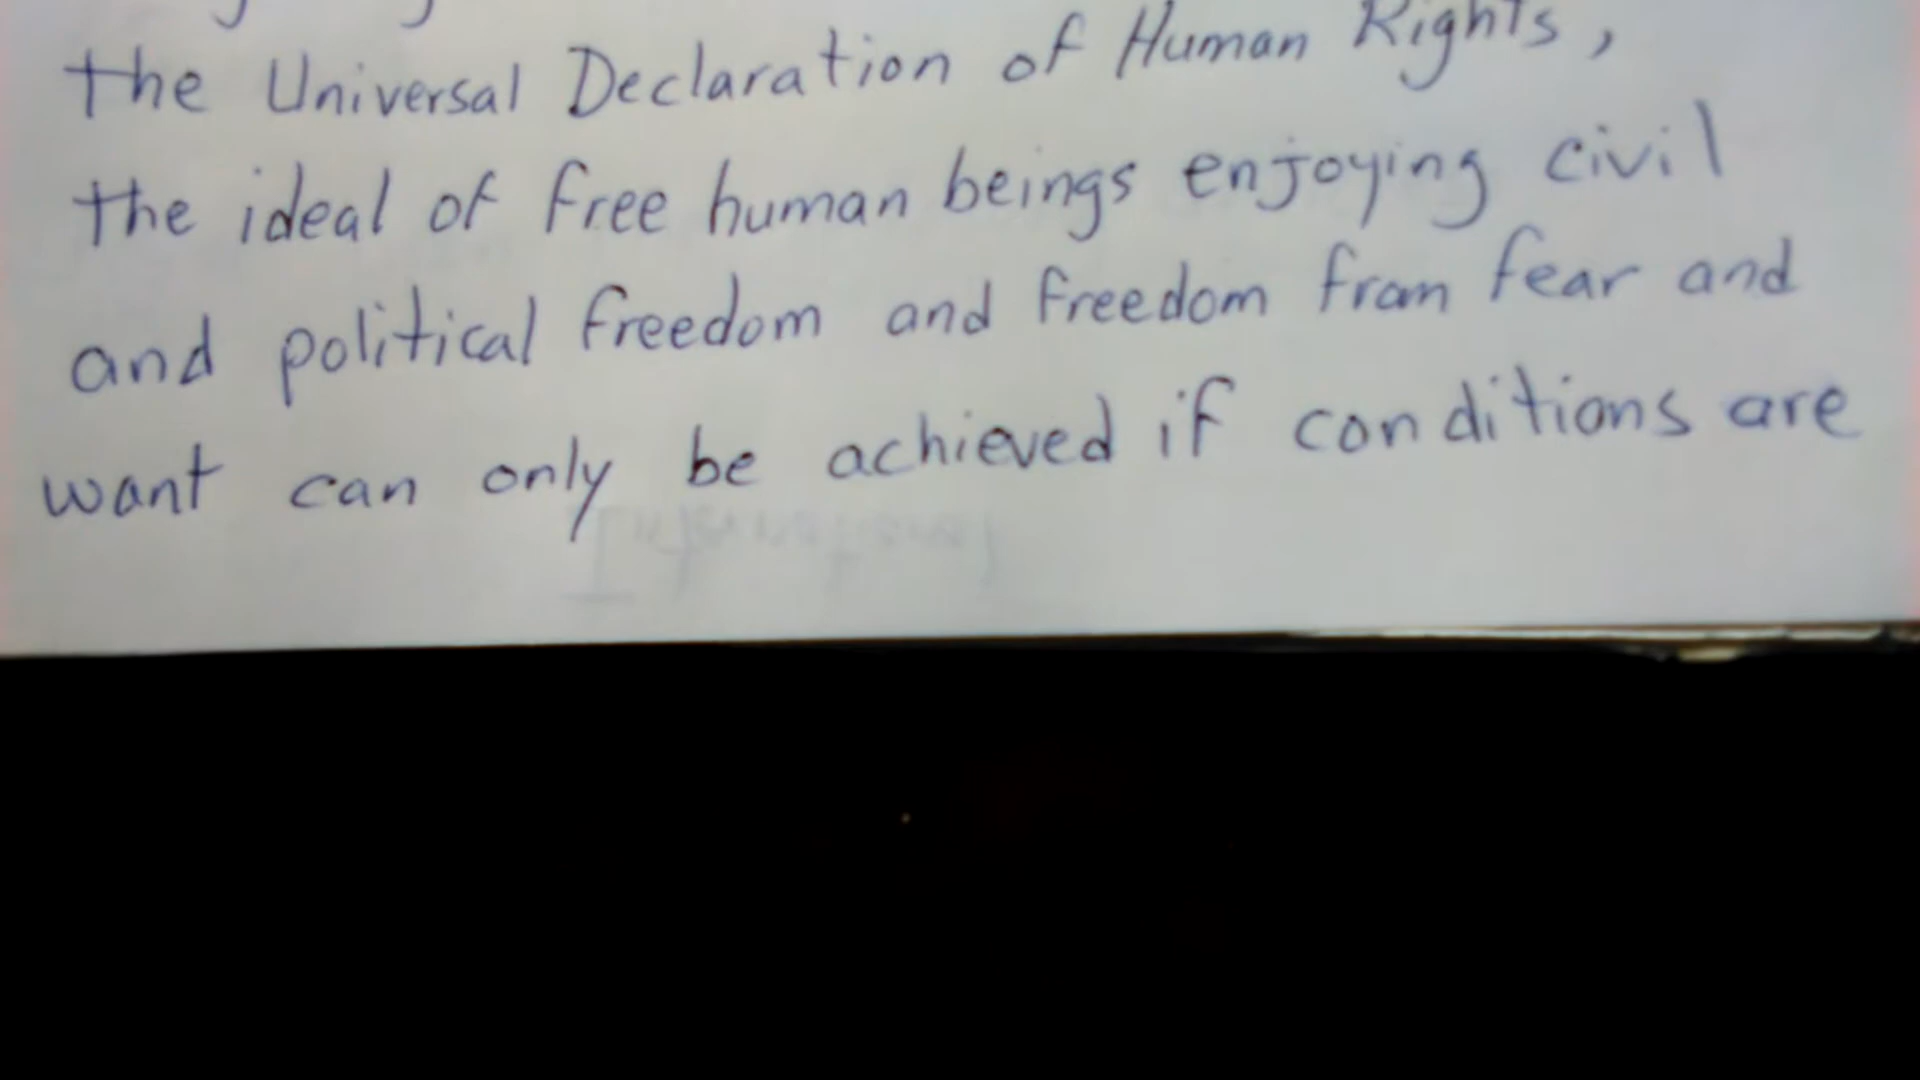 the Universal Declaration of Human Rights,
the ideal of free human beings enjoying civil
and political freedom and freedom from fear and
want can only be achieved if conditions are